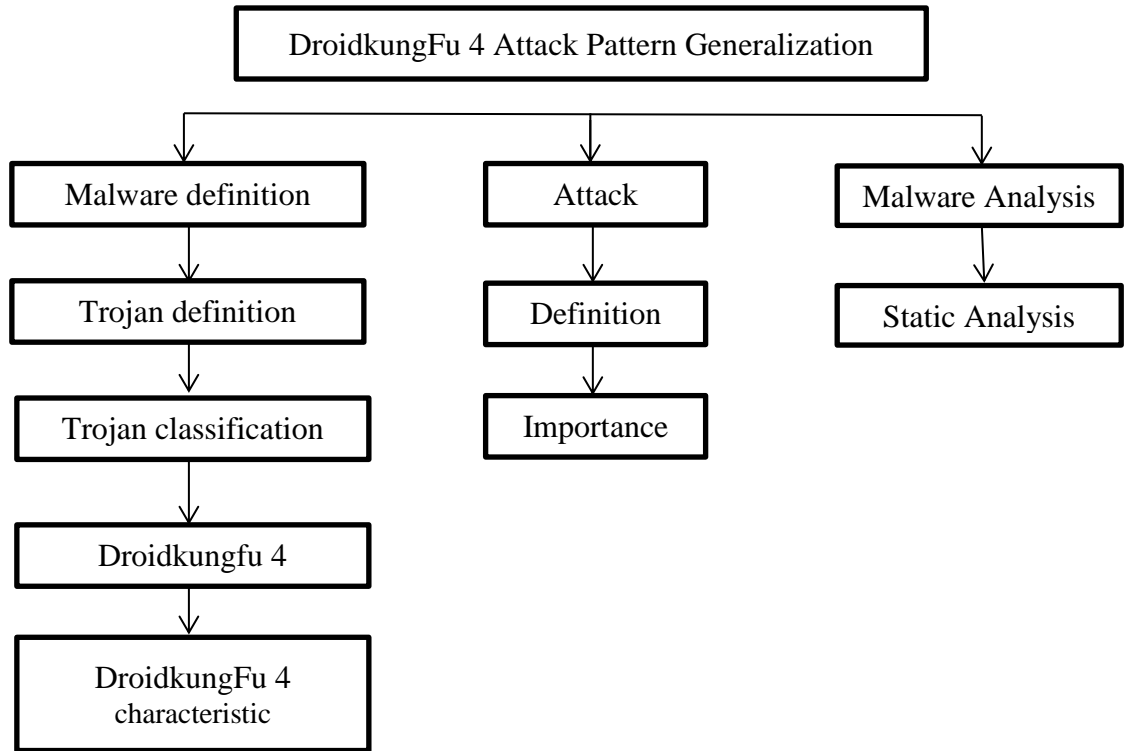 DroidkungFu 4 Attack Pattern Generalization
Malware definition
Attack
Malware Analysis
Trojan definition
Definition
Static Analysis
Trojan classification
Importance
Droidkungfu 4
DroidkungFu 4
characteristic